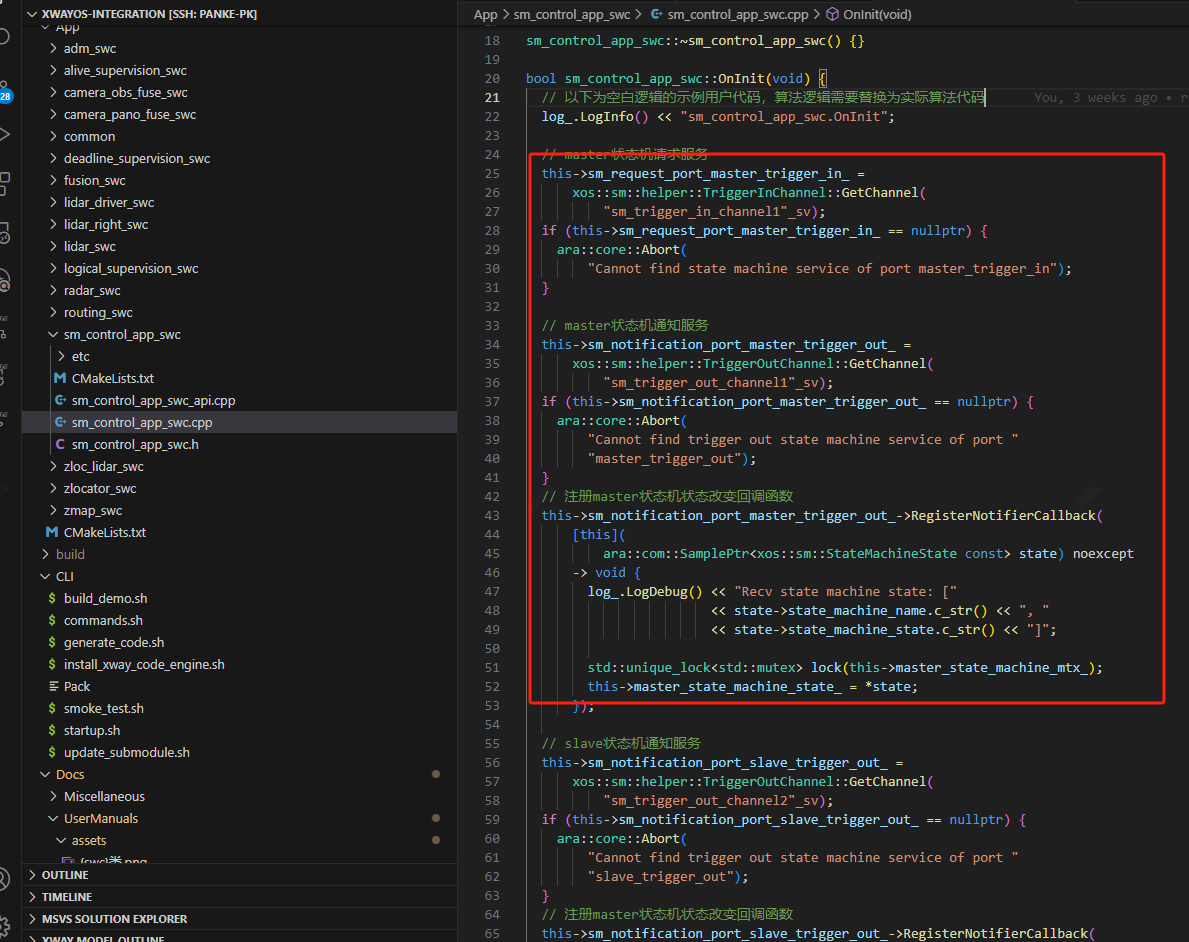 XWAYOS-INTEGRATION [SSH: PANKE-PK]
App
adm_swc
alive_supervision_swc
camera_obs_fuse_swc
camera_pano_fuse_swc
common
deadline_supervision_swc
fusion_swc
lidar_driver_swc
lidar_right_swc
lidar_swc
logical_supervision_swc
radar_swc
routing_swc
sm_control_app_swc
etc
CMakeLists.txt
sm_control_app_swc_api.cpp
sm_control_app_swc.cpp
sm_control_app_swc.h
zloc_lidar_swc
zlocator_swc
zmap_swc
CMakeLists.txt
build
CLI
build_demo.sh
commands.sh
generate_code.sh
install_xway_code_engine.sh
Pack
smoke_test.sh
startup.sh
update_submodule.sh
Docs
Miscellaneous
UserManuals
assets
{swc}类.png
OUTLINE
TIMELINE
MSVS SOLUTION EXPLORER
XWAY MODEL OUTLINE
28
App > sm_control_app_swc > sm_control_app_swc.cpp > OnInit(void)
18 sm_control_app_swc::~sm_control_app_swc() {}
19
20 bool sm_control_app_swc::OnInit(void) {
21 // 以下为空白逻辑的示例用户代码，算法逻辑需要替换为实际算法代码 You, 3 weeks ago •
22 log_.LogInfo() << "sm_control_app_swc.OnInit";
23
24 // master状态机请求服务
25 this->sm_request_port_master_trigger_in_ =
26 xos::sm::helper::TriggerInChannel::GetChannel(
27 "sm_trigger_in_channel1"_sv);
28 if (this->sm_request_port_master_trigger_in_ == nullptr) {
29 ara::core::Abort(
30 "Cannot find state machine service of port master_trigger_in");
31 }
32
33 // master状态机通知服务
34 this->sm_notification_port_master_trigger_out_ =
35 xos::sm::helper::TriggerOutChannel::GetChannel(
36 "sm_trigger_out_channel1"_sv);
37 if (this->sm_notification_port_master_trigger_out_ == nullptr) {
38 ara::core::Abort(
39 "Cannot find trigger out state machine service of port "
40 "master_trigger_out");
41 }
42 // 注册master状态机状态改变回调函数
43 this->sm_notification_port_master_trigger_out_->RegisterNotifierCallback(
44 [this](
45 ara::com::SamplePtr<xos::sm::StateMachineState const> state) noexcept
46 -> void {
47 log_.LogDebug() << "Recv state machine state: ["
48 << state->state_machine_name.c_str() << ", "
49 << state->state_machine_state.c_str() << "]";
50
51 std::unique_lock<std::mutex> lock(this->master_state_machine_mtx_);
52 this->master_state_machine_state_ = *state;
53 });
54
55 // slave状态机通知服务
56 this->sm_notification_port_slave_trigger_out_ =
57 xos::sm::helper::TriggerOutChannel::GetChannel(
58 "sm_trigger_out_channel2"_sv);
59 if (this->sm_notification_port_slave_trigger_out_ == nullptr) {
60 ara::core::Abort(
61 "Cannot find trigger out state machine service of port "
62 "slave_trigger_out");
63 }
64 // 注册master状态机状态改变回调函数
65 this->sm_notification_port_slave_trigger_out_->RegisterNotifierCallback(